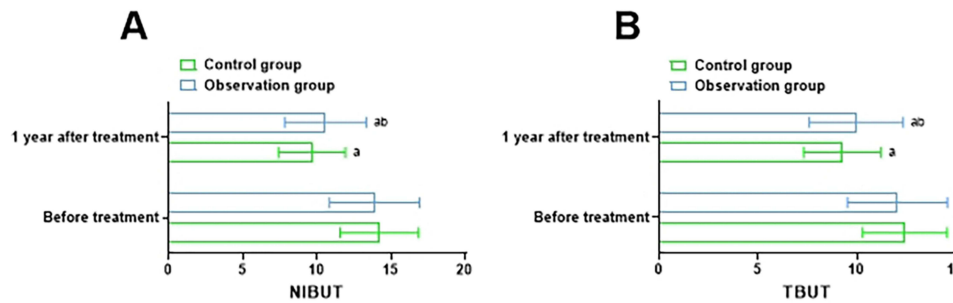 A
Control group
Observation group
1 year after treatment
ab
a
Before treatment
0 5 10 15 20
NIBUT
B
Control group
Observation group
1 year after treatment
ab
a
Before treatment
0 5 10
TBUT